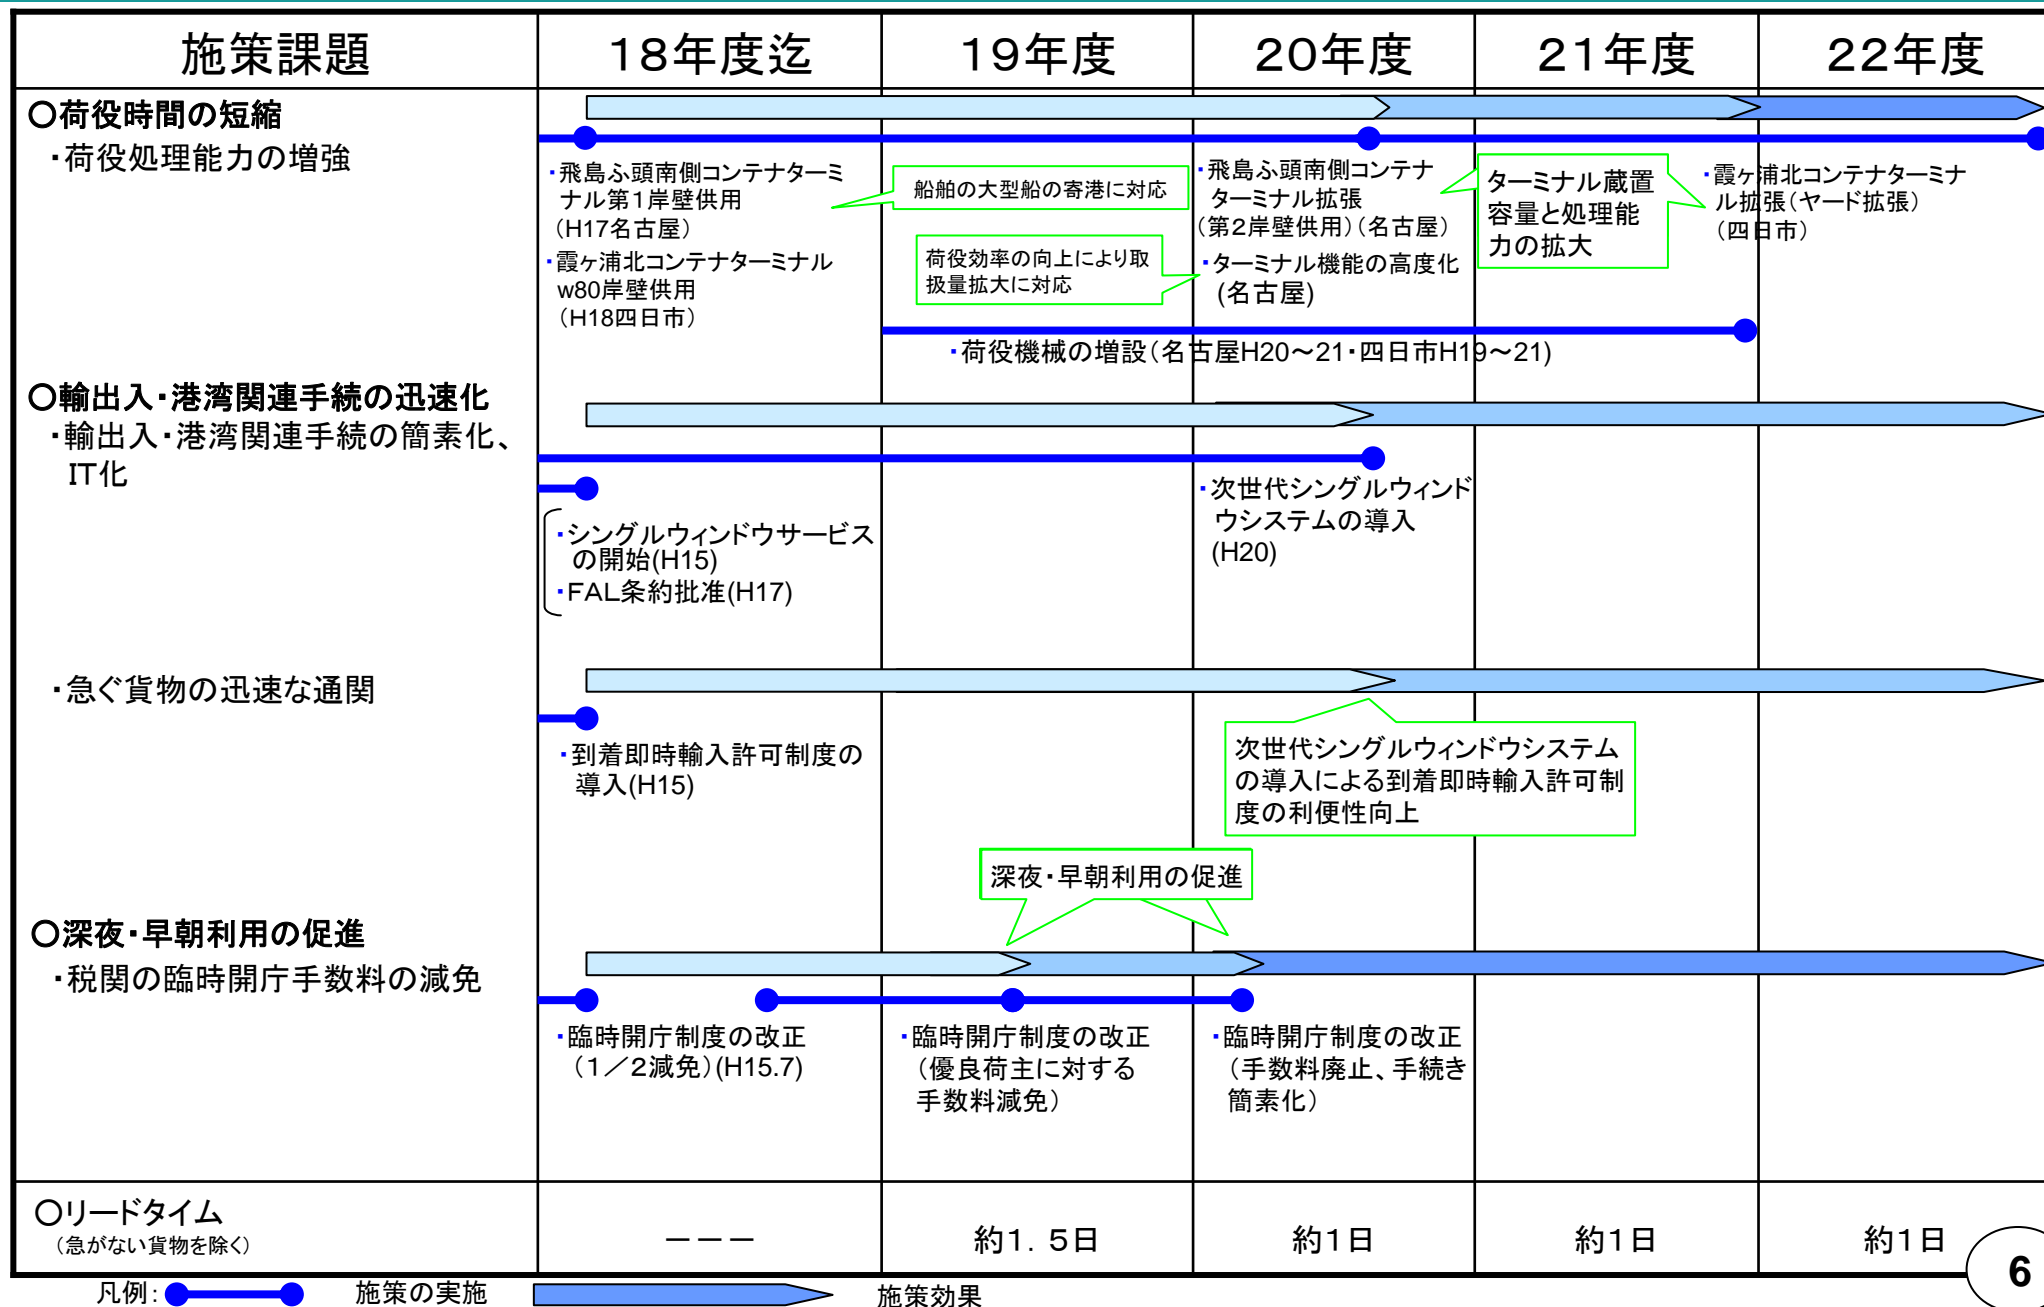 施策課題
18年度迄
19年度
20年度
21年度
22年度
○荷役時間の短縮
・荷役処理能力の増強
・飛島ふ頭南側コンテナターミ
ナル第1岸壁供用
(H17名古屋)
・霞ヶ浦北コンテナターミナル
w80岸壁供用
(H18四日市)
船舶の大型船の寄港に対応
荷役効率の向上により取
扱量拡大に対応
・飛島ふ頭南側コンテナ
ターミナル拡張
(第2岸壁供用)(名古屋)
・ターミナル機能の高度化
(名古屋)
ターミナル蔵置
容量と処理能
力の拡大
・霞ヶ浦北コンテナターミナ
ル拡張(ヤード拡張)
(四日市)
・荷役機械の増設(名古屋H20～21・四日市H19～21)
○輸出入・港湾関連手続の迅速化
・輸出入・港湾関連手続の簡素化、
IT化
・シングルウィンドウサービス
の開始(H15)
・FAL条約批准(H17)
・次世代シングルウィンド
ウシステムの導入
(H20)
・急ぐ貨物の迅速な通関
・到着即時輸入許可制度の
導入(H15)
次世代シングルウィンドウシステム
の導入による到着即時輸入許可制
度の利便性向上
深夜・早朝利用の促進
○深夜・早朝利用の促進
・税関の臨時開庁手数料の減免
・臨時開庁制度の改正
(1／2減免)(H15.7)
・臨時開庁制度の改正
(優良荷主に対する
手数料減免)
・臨時開庁制度の改正
(手数料廃止、手続き
簡素化)
○リードタイム
(急がない貨物を除く)
－－－
約1．5日
約1日
約1日
約1日
6
凡例:
施策の実施
施策効果